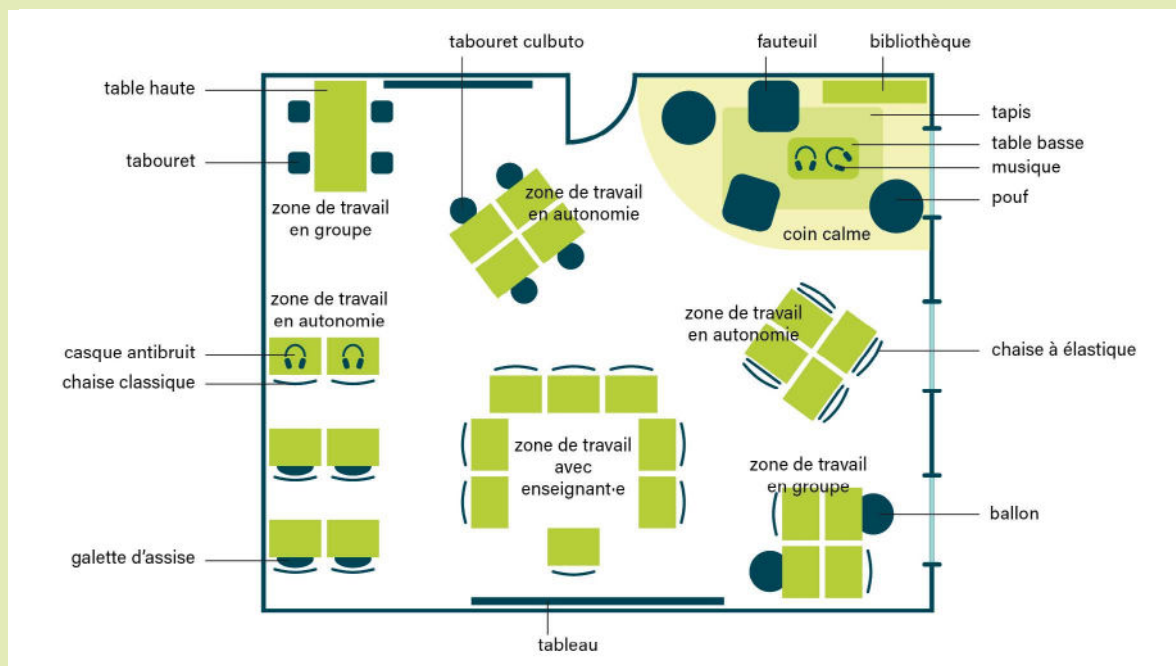 tabouret culbuto
fauteuil
bibliothèque
table haute
tapis
table basse
tabouret
musique
zone de travail
en autonomie
pouf
zone de travail
en groupe
coin calme
zone de travail
en autonomie
zone de travail
en autonomie
casque antibruit
chaise à élastique
chaise classique
zone de travail
avec
enseignant·e
zone de travail
en groupe
ballon
galette d'assise
tableau